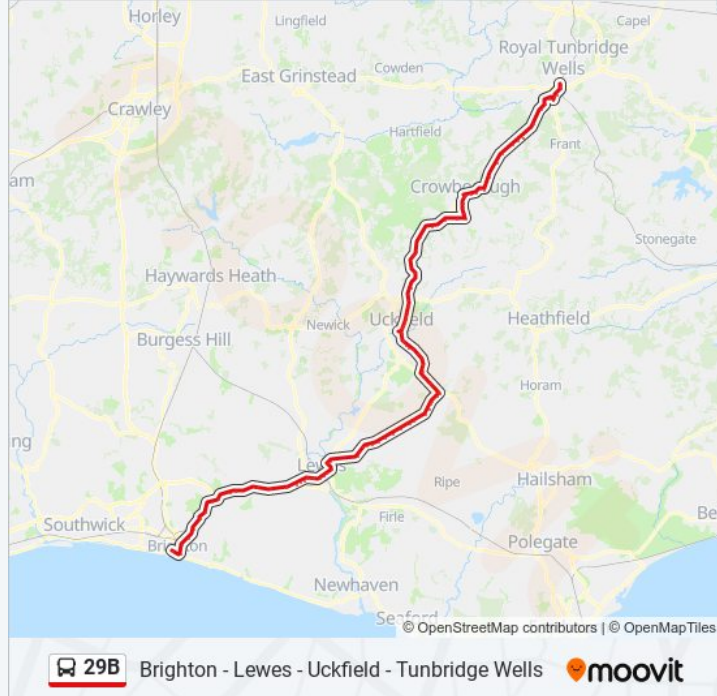 Horley
Lingfield
Capel
Royal Tunbridge
Wells
Cowden
East Grinstead
Crawley
Hartfield
Frant
am
Crowborough
Stonegate
Haywards Heath
Newick
Uckfield
Heathfield
Burgess Hill
Horam
ng
Lewes
Ripe
Hailsham
Be
Southwick
Firle
Polegate
Brighton
Newhaven
Seaford
© OpenStreetMap contributors | © OpenMapTiles
29B
Brighton - Lewes - Uckfield - Tunbridge Wells
moovit